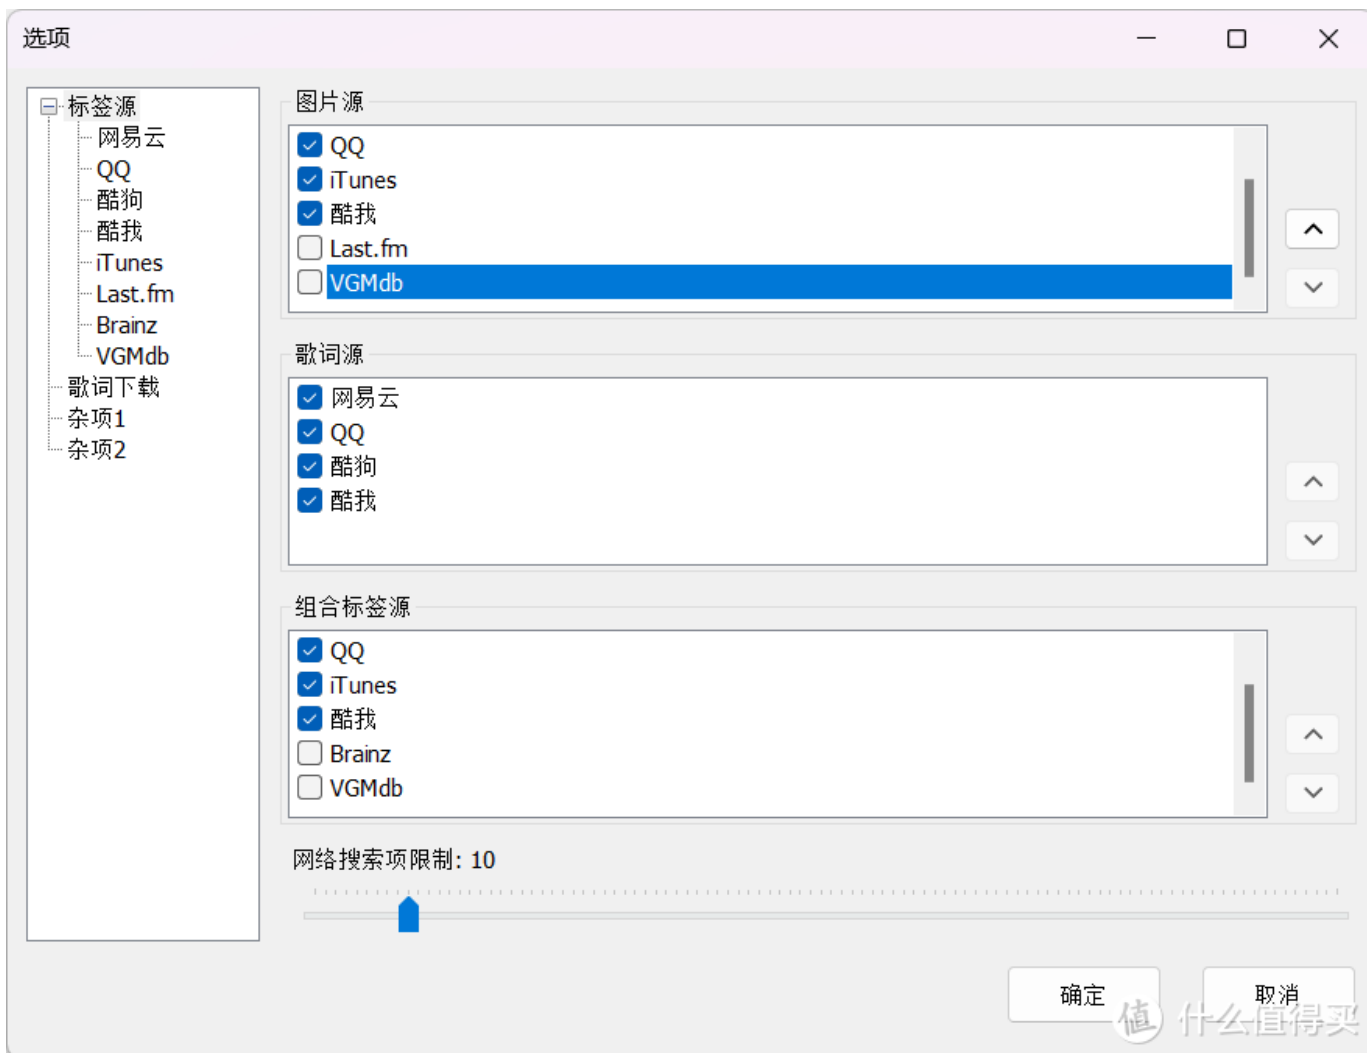 选项
标签源
网易云
QQ
酷狗
酷我
iTunes
Last.fm
Brainz
VGMdb
歌词下载
杂项1
杂项2
图片源
QQ
iTunes
酷我
Last.fm
VGMdb
歌词源
网易云
QQ
酷狗
酷我
组合标签源
QQ
iTunes
酷我
Brainz
VGMdb
网络搜索项限制: 10
确定
取消
值 什么值得买